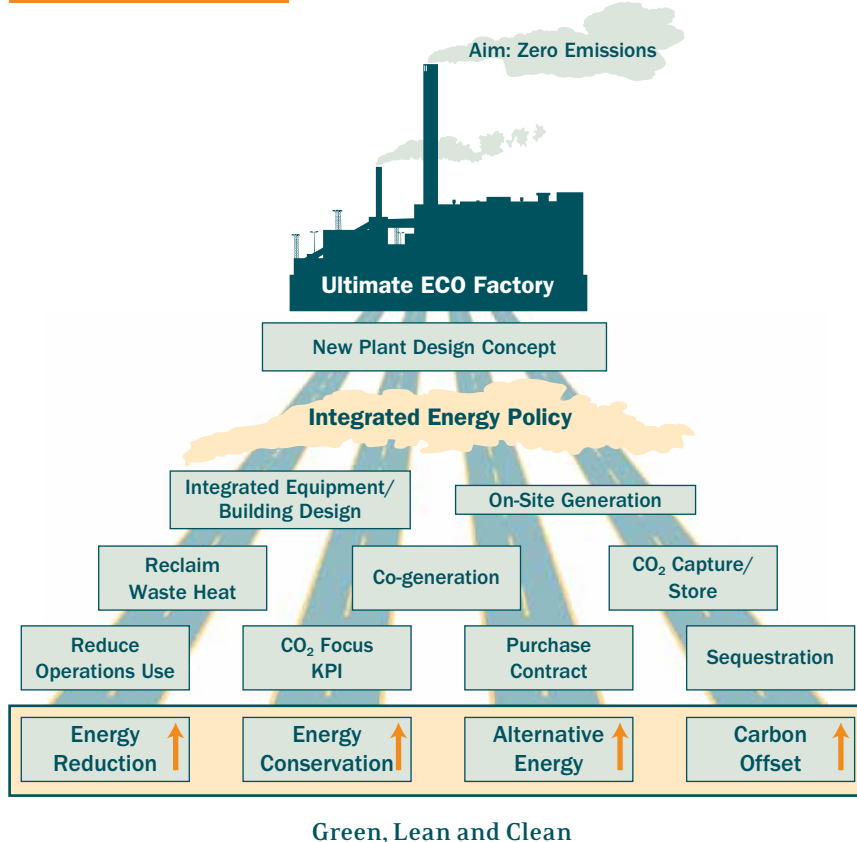 Aim: Zero Emissions
Ultimate ECO Factory
New Plant Design Concept
Integrated Energy Policy
Integrated Equipment/
Building Design
On-Site Generation
Reclaim
Waste Heat
Co-generation
CO₂ Capture/
Store
Reduce
Operations Use
CO₂ Focus
KPI
Purchase
Contract
Sequestration
Energy
Reduction
Energy
Conservation
Alternative
Energy
Carbon
Offset
Green, Lean and Clean